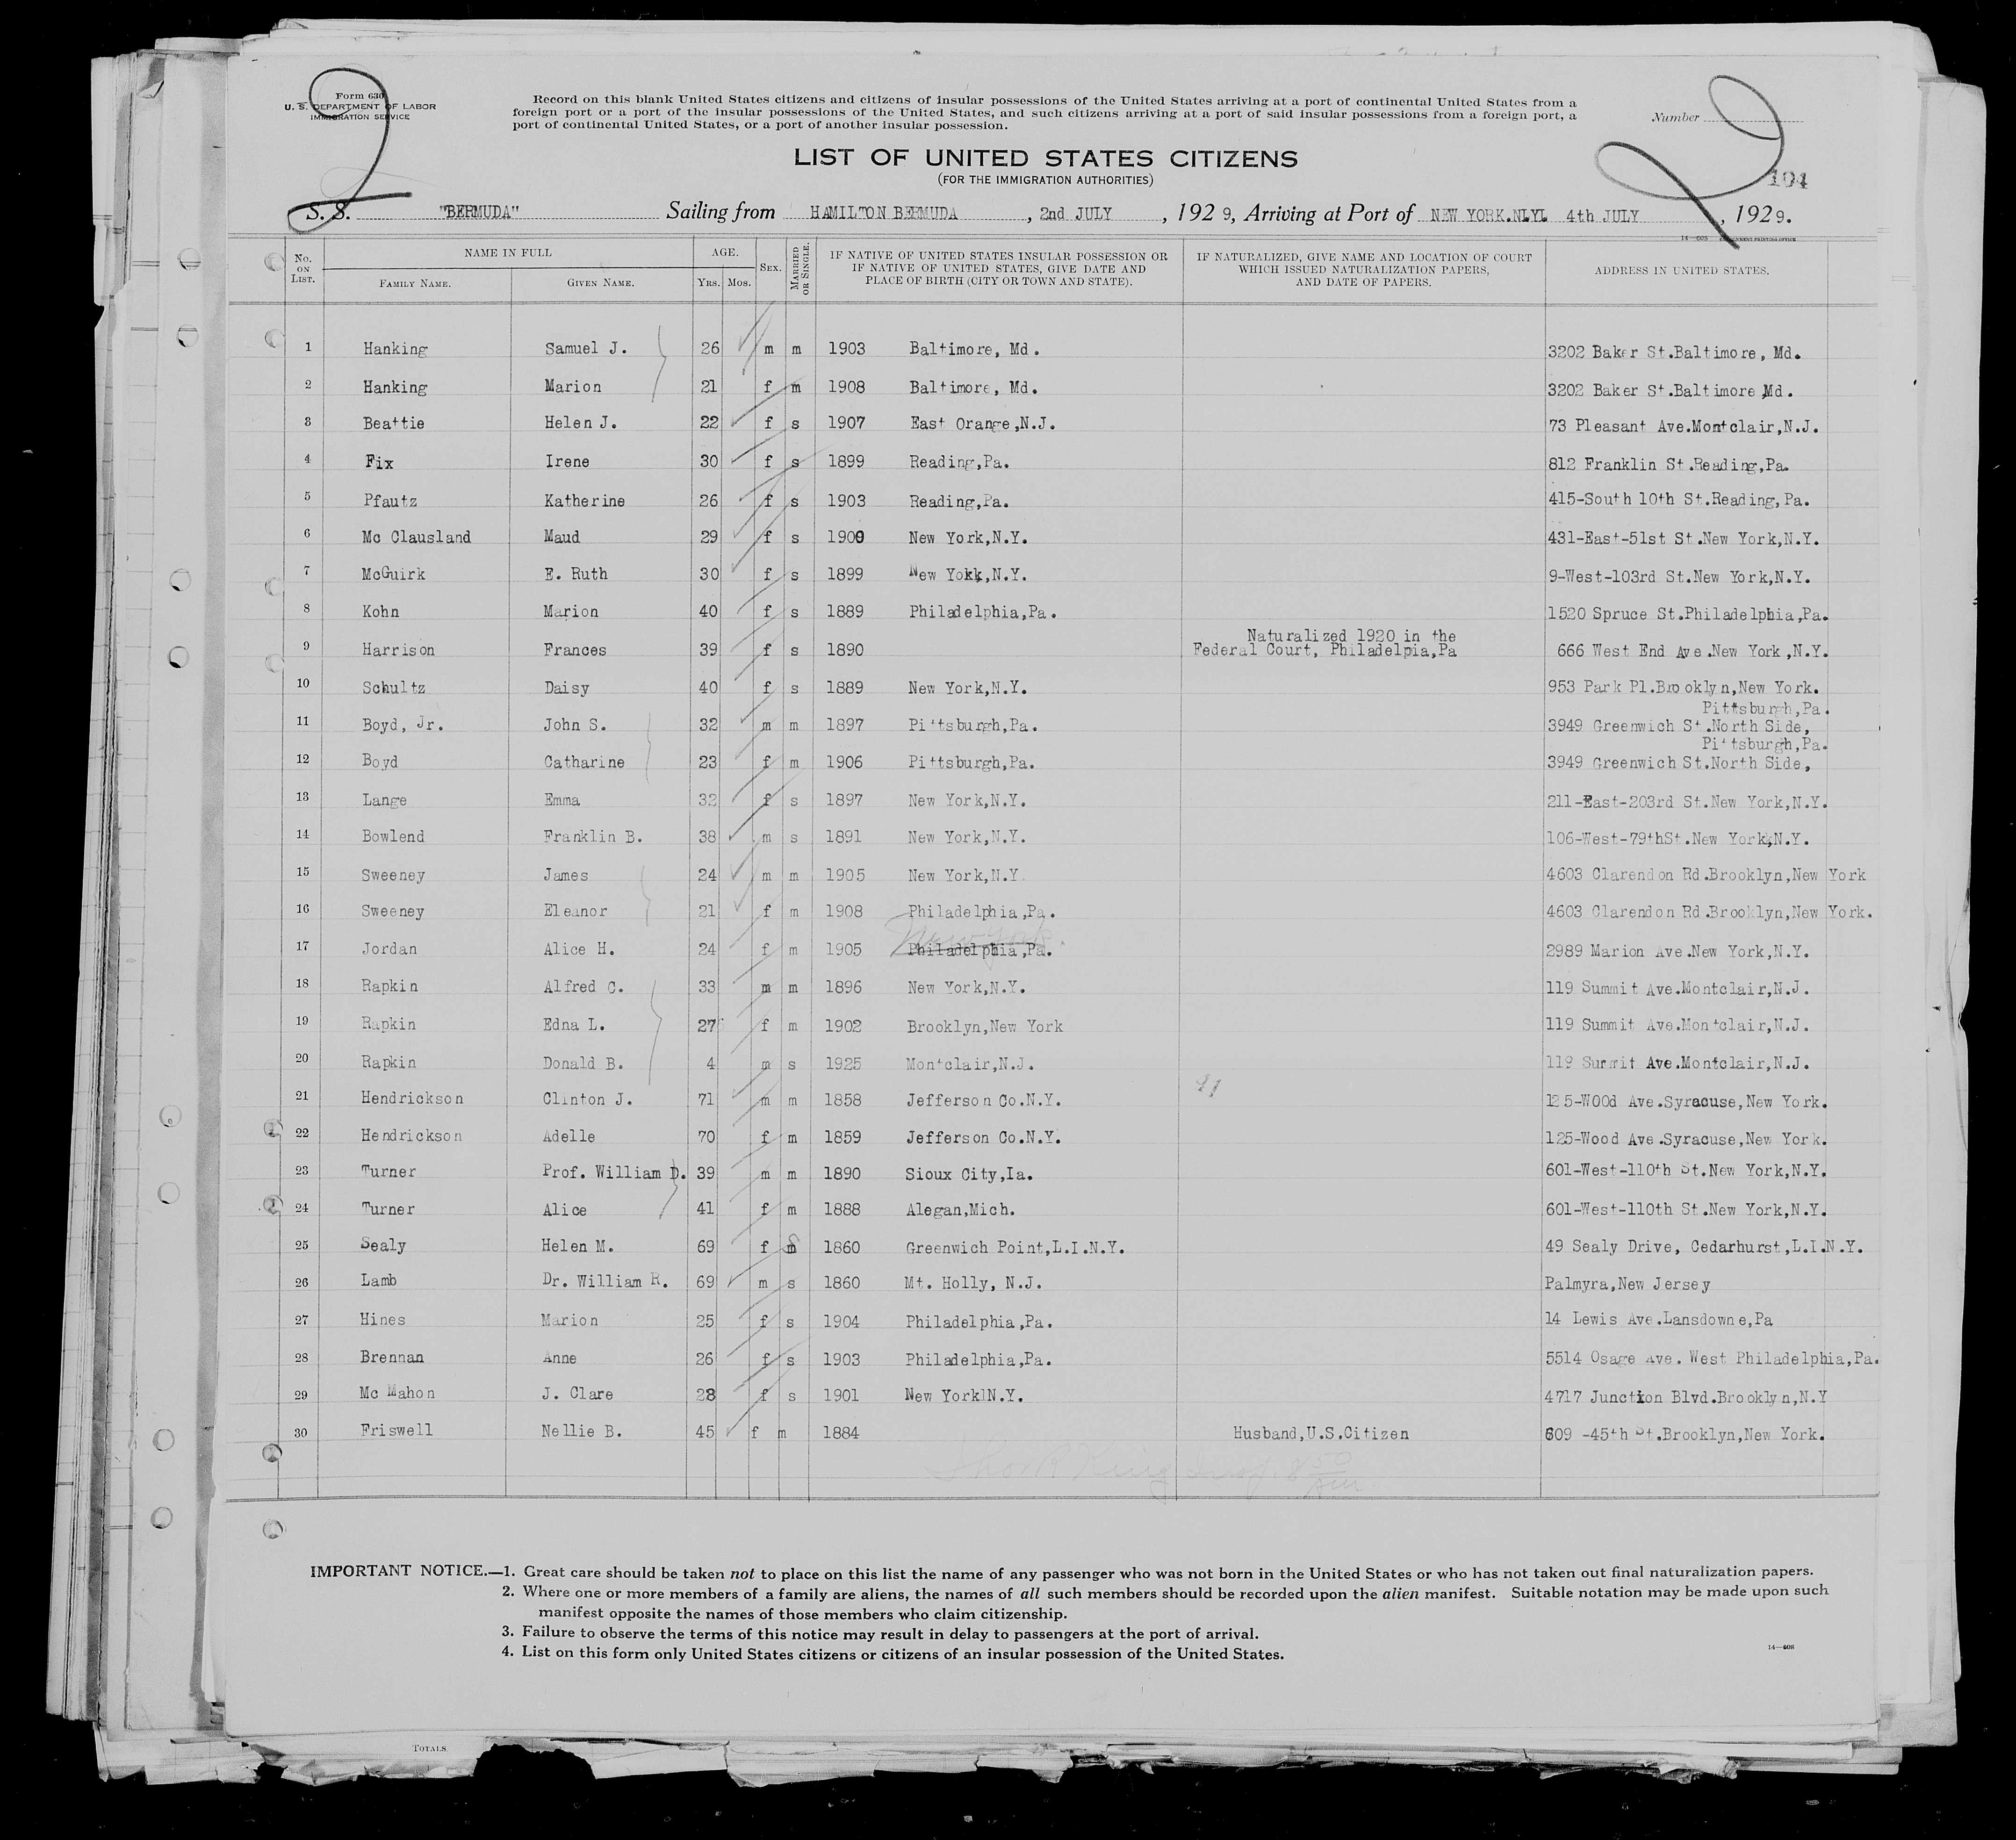 Form 630
U. S. DEPARTMENT OF LABOR
IMMIGRATION SERVICE
Record on this blank United States citizens and citizens of insular possessions of the United States arriving at a port of continental United States from a
foreign port or a port of the insular possessions of the United States, and such citizens arriving at a port of said insular possessions from a foreign port, a
port of continental United States, or a port of another insular possession.
Number
2
2
LIST OF UNITED STATES CITIZENS
(FOR THE IMMIGRATION AUTHORITIES)
194
S. S. "BERMUDA" Sailing from HAMILTON BERMUDA , 2nd JULY , 192 9, Arriving at Port of NEW YORK.NLYL 4th JULY , 1929.
14—608 GOVERNMENT PRINTING OFFICE
No. ON LIST. NAME IN FULL FAMILY NAME. GIVEN NAME. AGE. YRS. MOS. SEX. MARRIED OR SINGLE. IF NATIVE OF UNITED STATES INSULAR POSSESSION OR IF NATIVE OF UNITED STATES, GIVE DATE AND PLACE OF BIRTH (CITY OR TOWN AND STATE). IF NATURALIZED, GIVE NAME AND LOCATION OF COURT WHICH ISSUED NATURALIZATION PAPERS, AND DATE OF PAPERS. ADDRESS IN UNITED STATES.
1 Hanking Samuel J. 26 m m 1903 Baltimore, Md. 3202 Baker St.Baltimore, Md.
2 Hanking Marion 21 f m 1908 Baltimore, Md. 3202 Baker St.Baltimore,Md.
3 Beattie Helen J. 22 f s 1907 East Orange,N.J. 73 Pleasant Ave.Montclair,N.J.
4 Fix Irene 30 f s 1899 Reading,Pa. 812 Franklin St.Reading,Pa.
5 Pfautz Katherine 26 f s 1903 Reading,Pa. 415-South 10th St.Reading,Pa.
6 Mc Clausland Maud 29 f s 1900 New York,N.Y. 431-East-51st St.New York,N.Y.
7 McGuirk E. Ruth 30 f s 1899 New Yokk,N.Y. 9-West-103rd St.New York,N.Y.
8 Kohn Marion 40 f s 1889 Philadelphia,Pa. 1520 Spruce St.Philadelphia,Pa.
9 Harrison Frances 39 f s 1890 Naturalized 1920 in the Federal Court, Philadelpia,Pa 666 West End Ave.New York,N.Y.
10 Schultz Daisy 40 f s 1889 New York,N.Y. 953 Park Pl.Brooklyn,New York.
Pittsburgh,Pa.
11 Boyd, Jr. John S. 32 m m 1897 Pittsburgh,Pa. 3949 Greenwich St.North Side,
Pittsburgh,Pa.
12 Boyd Catharine 23 f m 1906 Pittsburgh,Pa. 3949 Greenwich St.North Side,
13 Lange Emma 32 f s 1897 New York,N.Y. 211-East-203rd St.New York,N.Y.
14 Bowlend Franklin B. 38 m s 1891 New York,N.Y. 106-West-79thSt.New York,N.Y.
15 Sweeney James 24 m m 1905 New York,N.Y 4603 Clarendon Rd.Brooklyn,New York
16 Sweeney Eleanor 21 f m 1908 Philadelphia,Pa. 4603 Clarendon Rd.Brooklyn,New York.
New York.
17 Jordan Alice H. 24 f m 1905 Philadelphia,Pa. 2989 Marion Ave.New York,N.Y.
18 Rapkin Alfred C. 33 m m 1896 New York,N.Y. 119 Summit Ave.Montclair,N.J.
19 Rapkin Edna L. 27 f m 1902 Brooklyn,New York 119 Summit Ave.Montclair,N.J.
20 Rapkin Donald B. 4 m s 1925 Montclair,N.J. 119 Summit Ave.Montclair,N.J.
21 Hendrickson Clinton J. 71 m m 1858 Jefferson Co.N.Y. 125-WOOd Ave.Syracuse,New York.
22 Hendrickson Adelle 70 f m 1859 Jefferson Co.N.Y. 125-Wood Ave.Syracuse,New York.
23 Turner Prof. William D. 39 m m 1890 Sioux City,Ia. 601-West-110th St.New York,N.Y.
24 Turner Alice 41 f m 1888 Alegan,Mich. 601-West-110th St.New York,N.Y.
25 Sealy Helen M. 69 f S 1860 Greenwich Point,L.I.N.Y. 49 Sealy Drive, Cedarhurst,L.I.N.Y.
26 Lamb Dr. William R. 69 m s 1860 Mt. Holly, N.J. Palmyra,New Jersey
27 Hines Marion 25 f s 1904 Philadelphia,Pa. 14 Lewis Ave.Lansdowne,Pa
28 Brennan Anne 26 f s 1903 Philadelphia,Pa. 5514 Osage Ave. West Philadelphia,Pa.
29 Mc Mahon J. Clare 28 f s 1901 New YorklN.Y. 4717 Junction Blvd.Brooklyn,N.Y
30 Friswell Nellie B. 45 f m 1884 Husband,U.S.Citizen 609 -45th St.Brooklyn,New York.
IMPORTANT NOTICE.—1. Great care should be taken not to place on this list the name of any passenger who was not born in the United States or who has not taken out final naturalization papers.
2. Where one or more members of a family are aliens, the names of all such members should be recorded upon the alien manifest. Suitable notation may be made upon such
manifest opposite the names of those members who claim citizenship.
3. Failure to observe the terms of this notice may result in delay to passengers at the port of arrival.
4. List on this form only United States citizens or citizens of an insular possession of the United States.
14—608
TOTALS